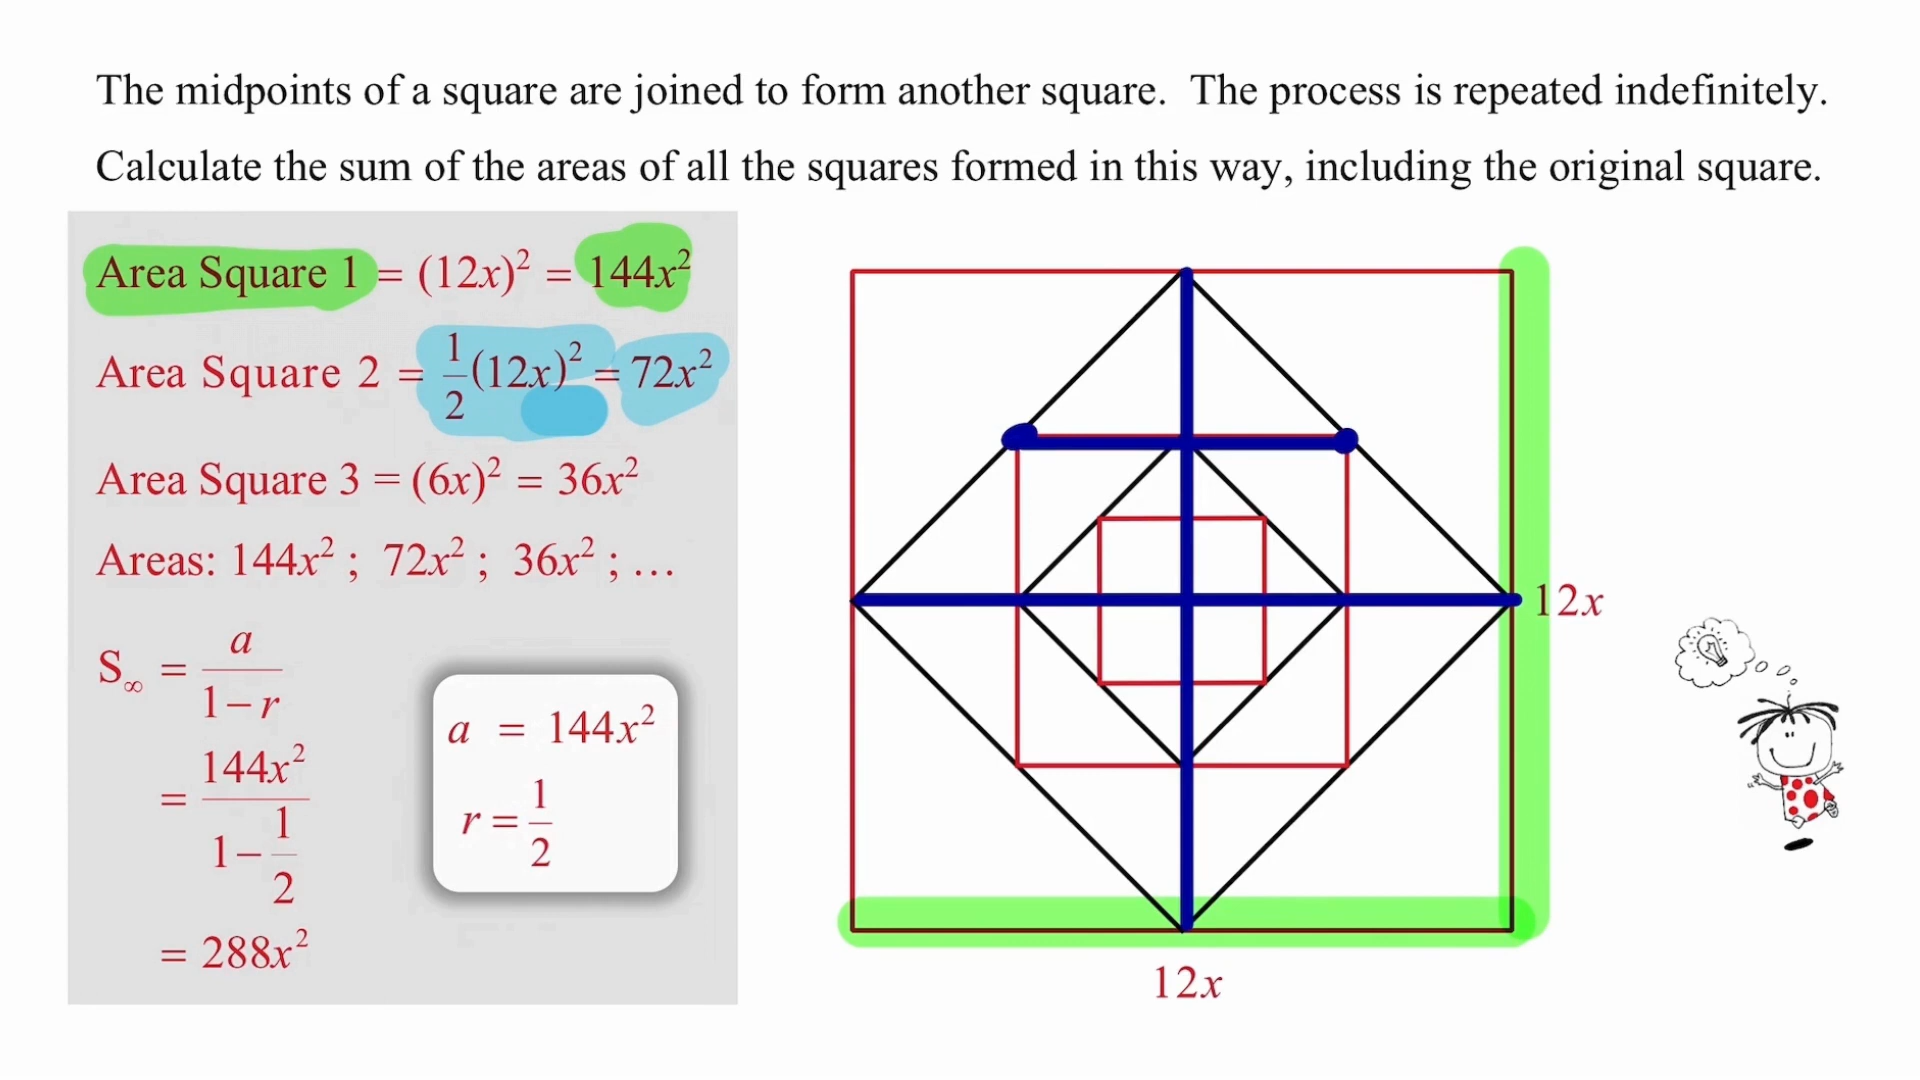 The midpoints of a square are joined to form another square. The process is repeated indefinitely.
Calculate the sum of the areas of all the squares formed in this way, including the original square.
Area Square 1 = (12x)² = 144x²
Area Square 2 = 1/2(12x)² = 72x²
Area Square 3 = (6x)² = 36x²
Areas: 144x² ; 72x² ; 36x² ; …
S∞ = a/(1−r)
= 144x²/(1−1/2)
= 288x²
a = 144x²
r = 1/2
12x
12x